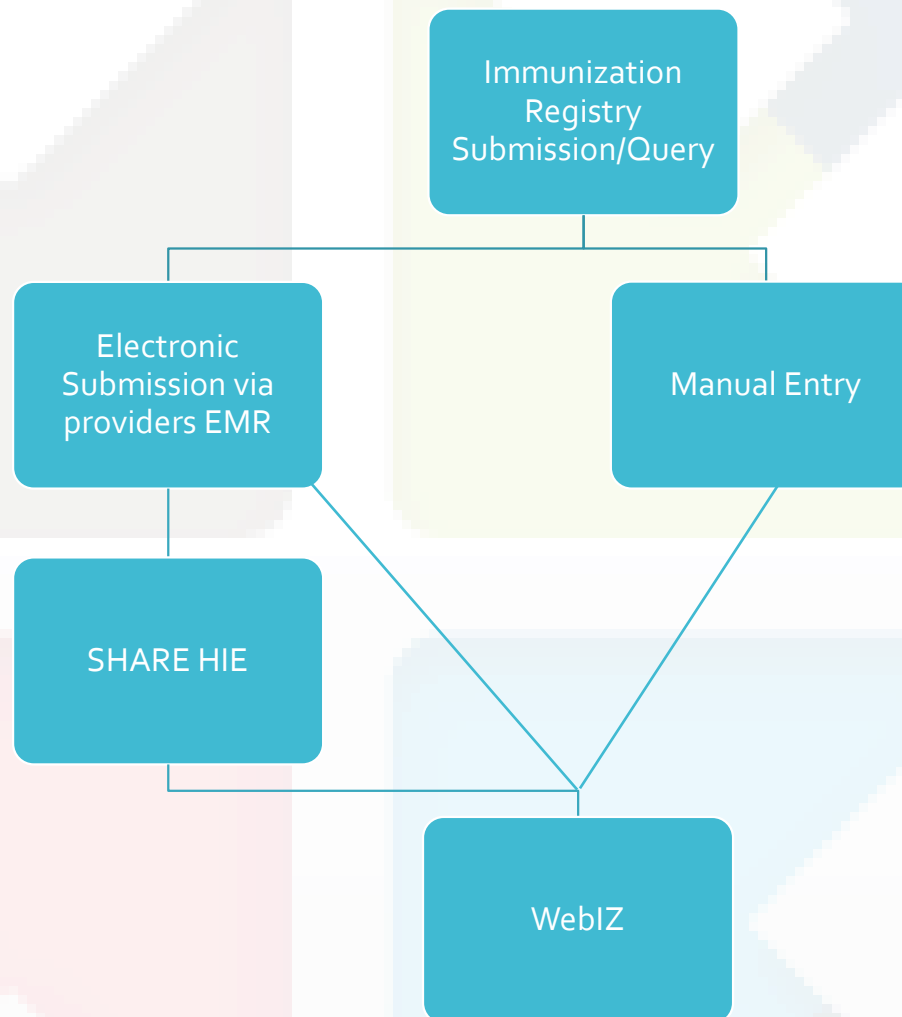 Immunization
Registry
Submission/Query
Electronic
Submission via
providers EMR
Manual Entry
SHARE HIE
WebIZ